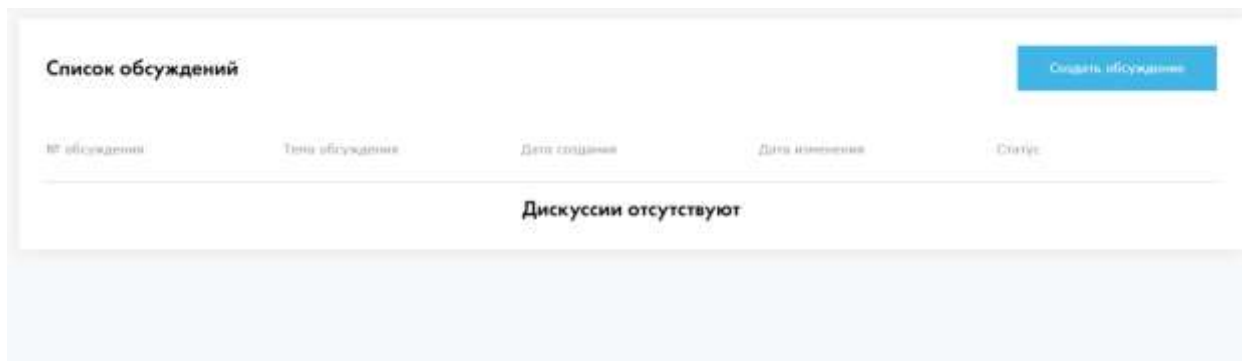 Список обсуждений
Создать обсуждение
№ обсуждения Тема обсуждения Дата создания Дата изменения Статус
Дискуссии отсутствуют